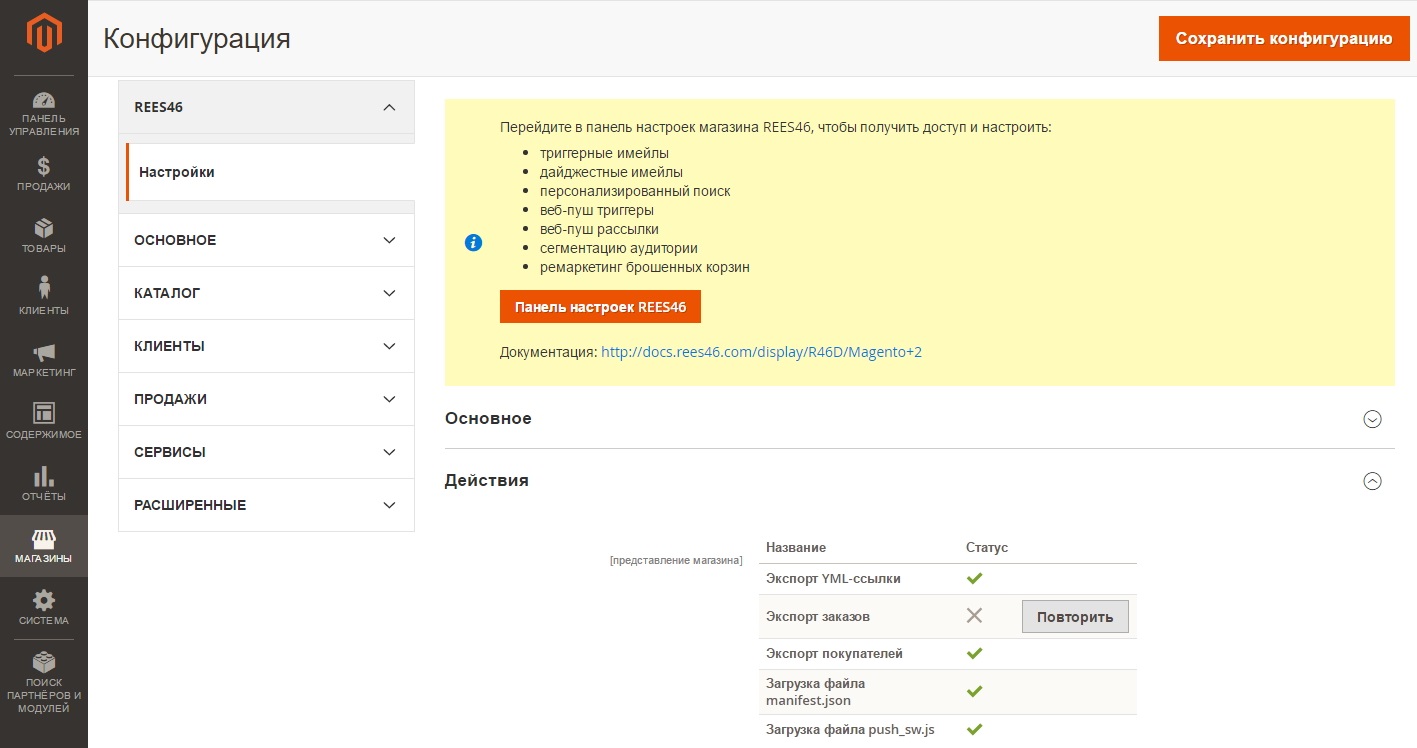 Конфигурация
Сохранить конфигурацию
ПАНЕЛЬ
УПРАВЛЕНИЯ
ПРОДАЖИ
ТОВАРЫ
КЛИЕНТЫ
МАРКЕТИНГ
СОДЕРЖИМОЕ
ОТЧЁТЫ
МАГАЗИНЫ
СИСТЕМА
ПОИСК
ПАРТНЁРОВ И
МОДУЛЕЙ
REES46
Настройки
ОСНОВНОЕ
КАТАЛОГ
КЛИЕНТЫ
ПРОДАЖИ
СЕРВИСЫ
РАСШИРЕННЫЕ
Перейдите в панель настроек магазина REES46, чтобы получить доступ и настроить:
• триггерные имейлы
• дайджестные имейлы
• персонализированный поиск
• веб-пуш триггеры
• веб-пуш рассылки
• сегментацию аудитории
• ремаркетинг брошенных корзин
Панель настроек REES46
Документация: http://docs.rees46.com/display/R46D/Magento+2
Основное
Действия
[представление магазина]
Название Статус
Экспорт YML-ссылки
Экспорт заказов Повторить
Экспорт покупателей
Загрузка файла
manifest.json
Загрузка файла push_sw.js